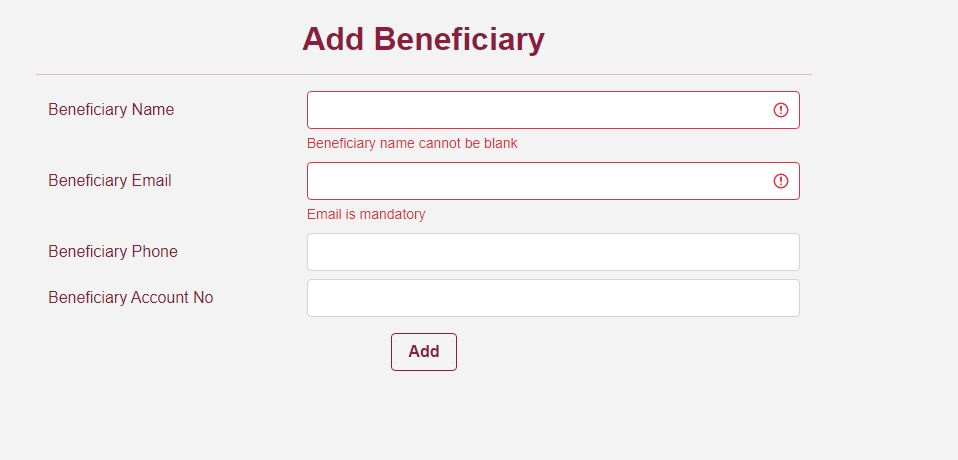 Add Beneficiary
Beneficiary Name
Beneficiary name cannot be blank
Beneficiary Email
Email is mandatory
Beneficiary Phone
Beneficiary Account No
Add